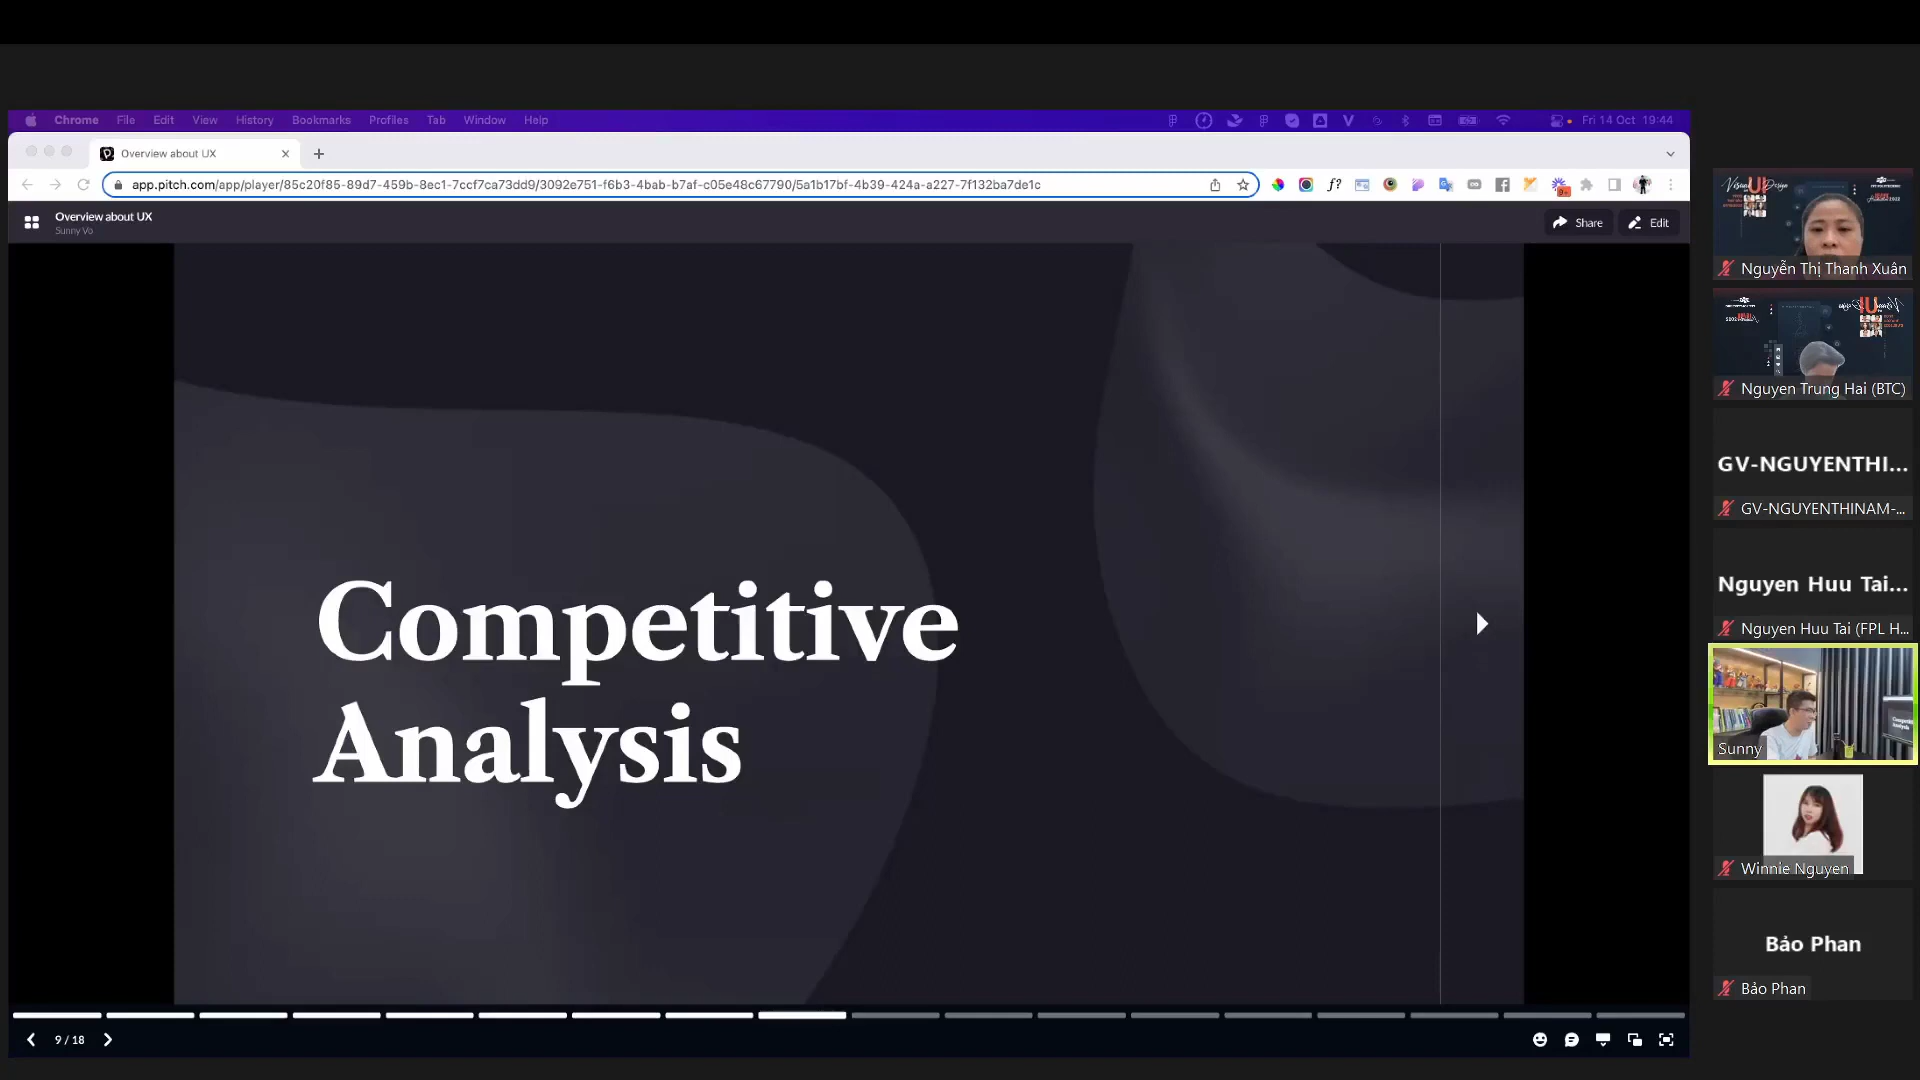 Chrome File Edit View History Bookmarks Profiles Tab Window Help Fri 14 Oct 19:44
Overview about UX
app.pitch.com/app/player/85c20f85-89d7-459b-8ec1-7ccf7ca73dd9/3092e751-f6b3-4bab-b7af-c05e48c67790/5a1b17bf-4b39-424a-a227-7f132ba7de1c
Overview about UX
Sunny Vo
Share Edit
Competitive
Analysis
9 / 18
Nguyễn Thị Thanh Xuân
Nguyen Trung Hai (BTC)
GV-NGUYENTHI...
GV-NGUYENTHINAM-...
Nguyen Huu Tai...
Nguyen Huu Tai (FPL H...
Sunny
Winnie Nguyen
Bảo Phan
Bảo Phan